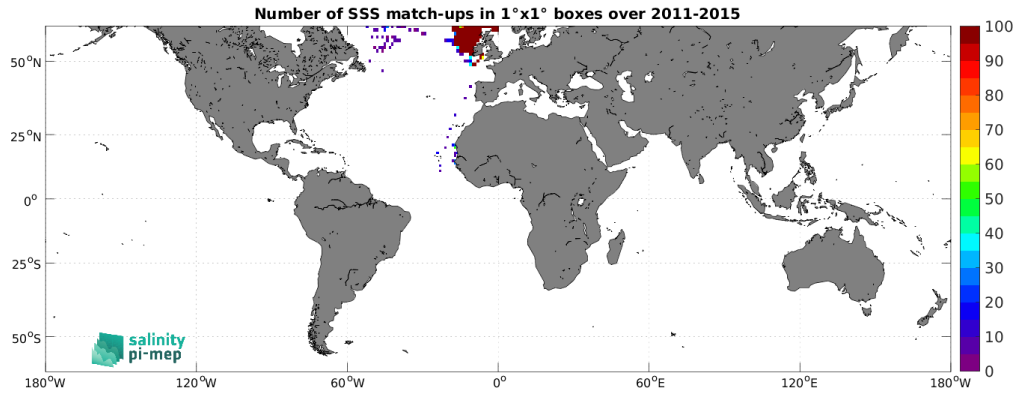 Number of SSS match-ups in 1°x1° boxes over 2011-2015
50°N
25°N
0°
25°S
50°S
180°W 120°W 60°W 0° 60°E 120°E 180°W
100
90
80
70
60
50
40
30
20
10
0
salinity
pi-mep